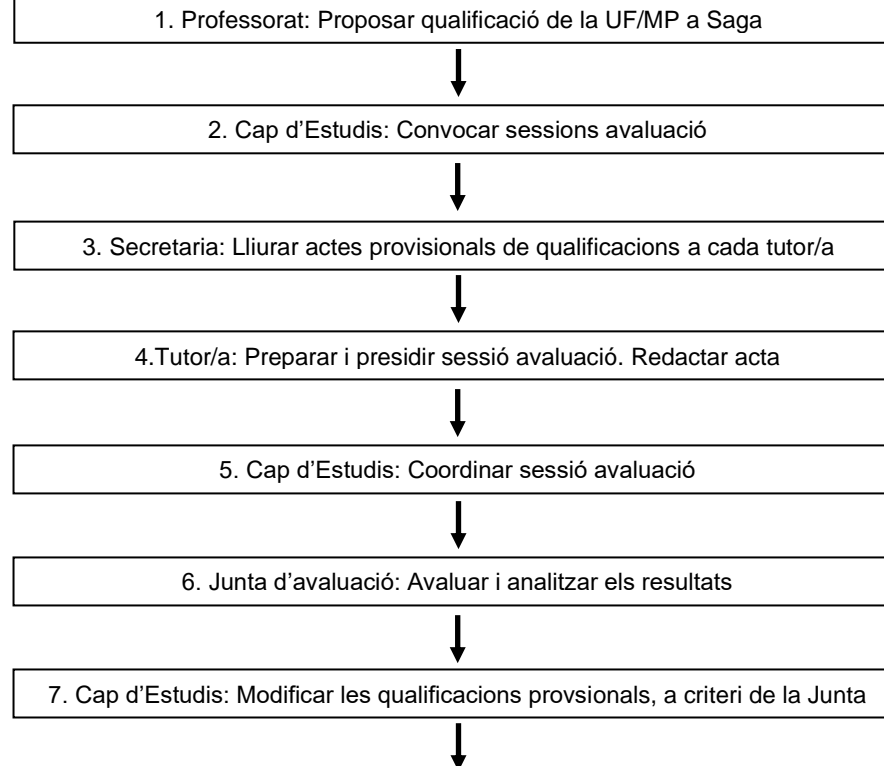 1. Professorat: Proposar qualificació de la UF/MP a Saga
2. Cap d’Estudis: Convocar sessions avaluació
3. Secretaria: Lliurar actes provisionals de qualificacions a cada tutor/a
4.Tutor/a: Preparar i presidir sessió avaluació. Redactar acta
5. Cap d’Estudis: Coordinar sessió avaluació
6. Junta d’avaluació: Avaluar i analitzar els resultats
7. Cap d’Estudis: Modificar les qualificacions provsionals, a criteri de la Junta